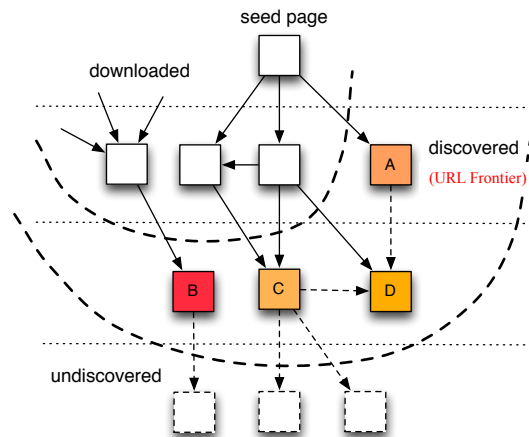 seed page
downloaded
A
discovered
(URL Frontier)
B
C
D
undiscovered